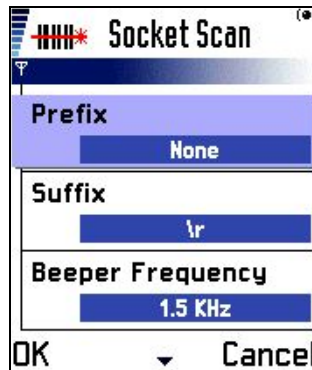 Socket Scan
Prefix
None
Suffix
\r
Beeper Frequency
1.5 KHz
OK Cancel